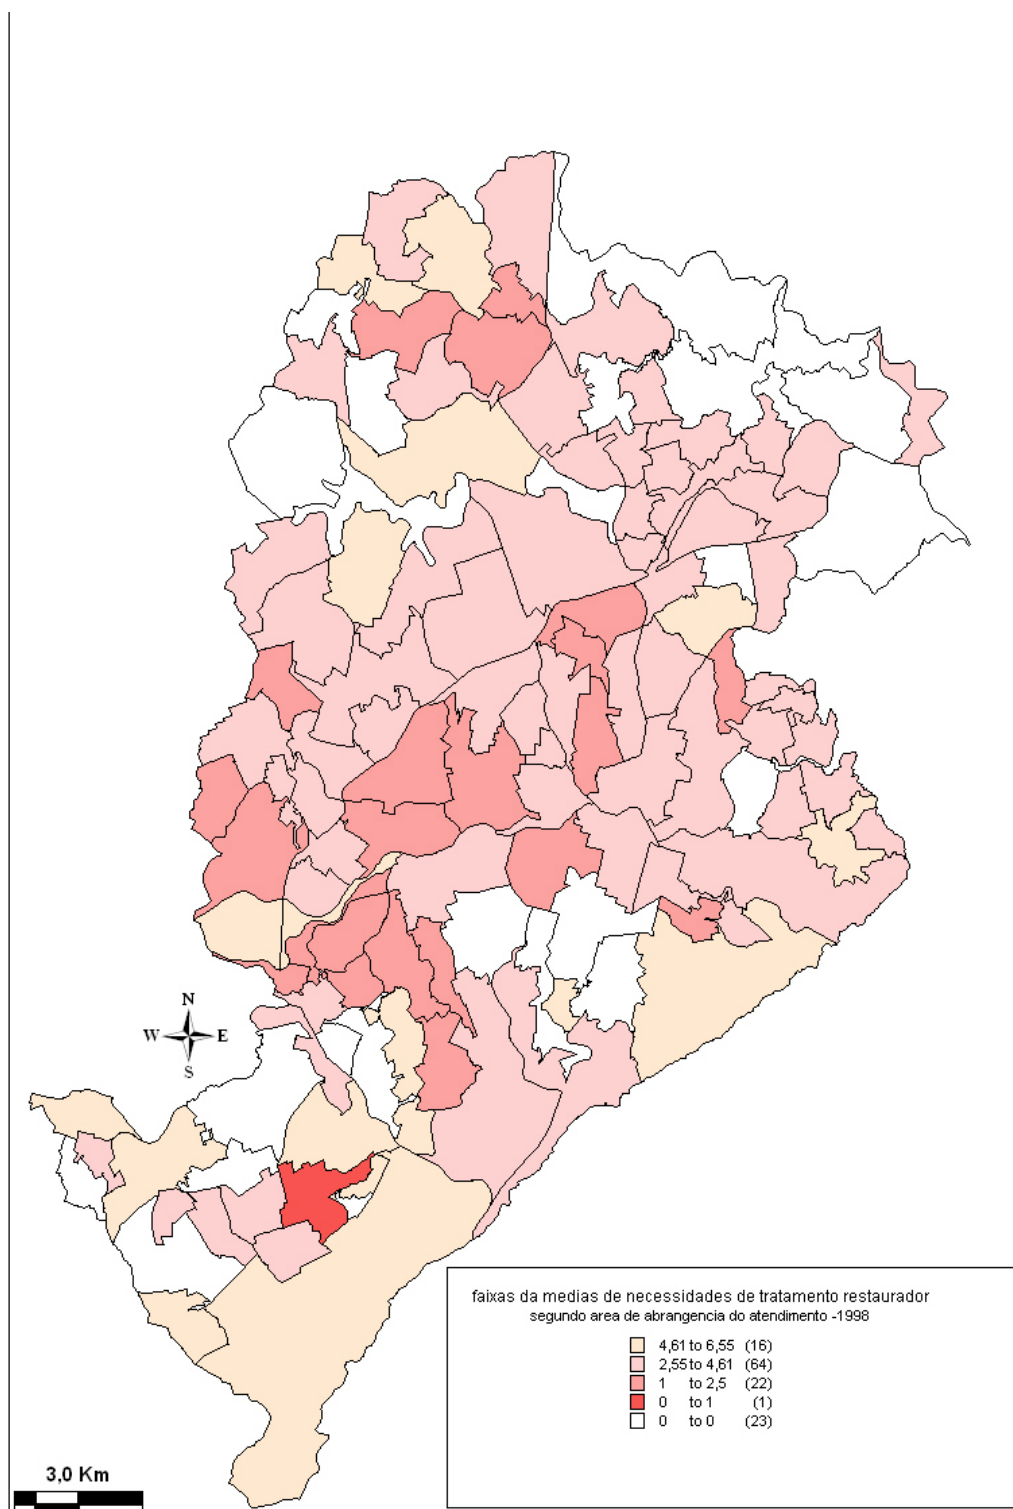 N
W E
S
faixas da medias de necessidades de tratamento restaurador
segundo area de abrangencia do atendimento -1998
4,61 to 6,55 (16)
2,55 to 4,61 (64)
1 to 2,5 (22)
0 to 1 (1)
0 to 0 (23)
3,0 Km